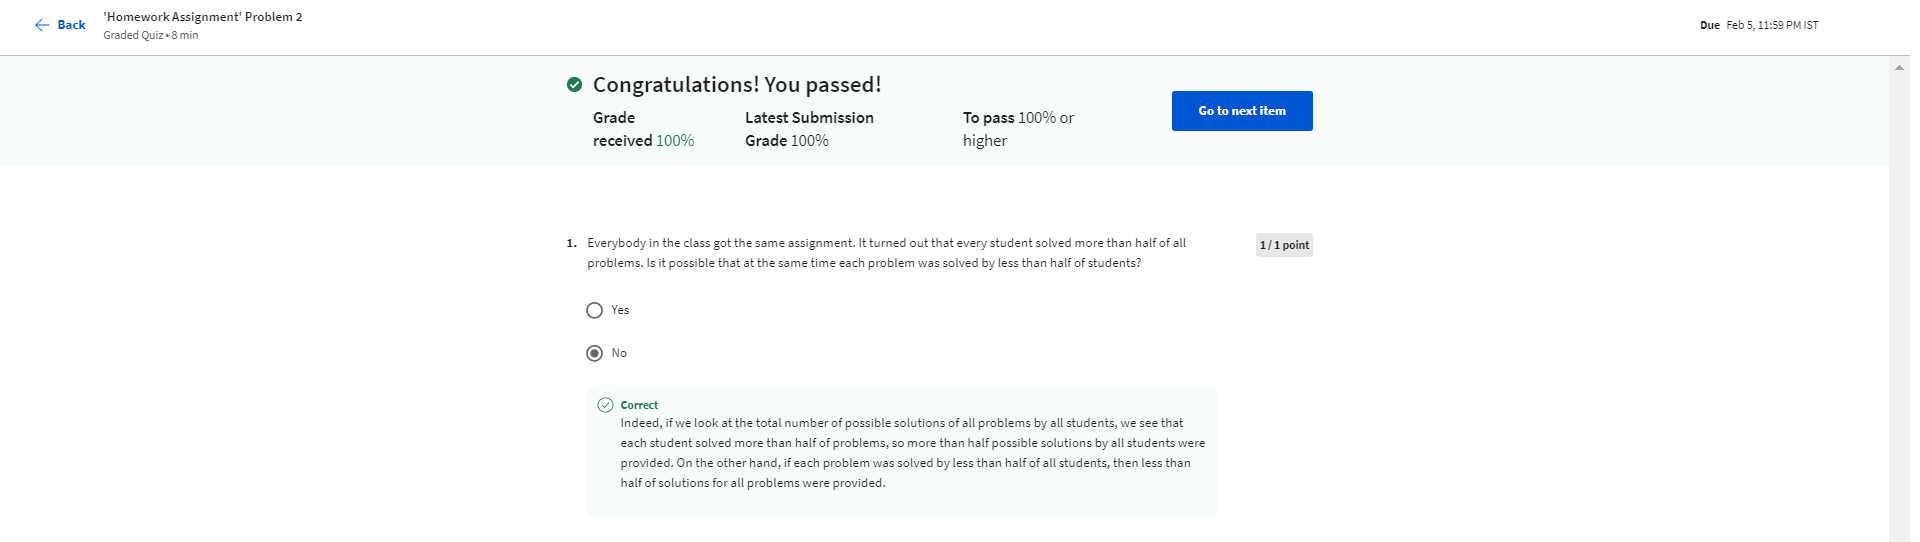 Back
'Homework Assignment' Problem 2
Graded Quiz • 8 min
Due Feb 5, 11:59 PM IST
Congratulations! You passed!
Grade
received 100%
Latest Submission
Grade 100%
To pass 100% or
higher
Go to next item
1. Everybody in the class got the same assignment. It turned out that every student solved more than half of all
problems. Is it possible that at the same time each problem was solved by less than half of students?
1 / 1 point
Yes
No
Correct
Indeed, if we look at the total number of possible solutions of all problems by all students, we see that
each student solved more than half of problems, so more than half possible solutions by all students were
provided. On the other hand, if each problem was solved by less than half of all students, then less than
half of solutions for all problems were provided.